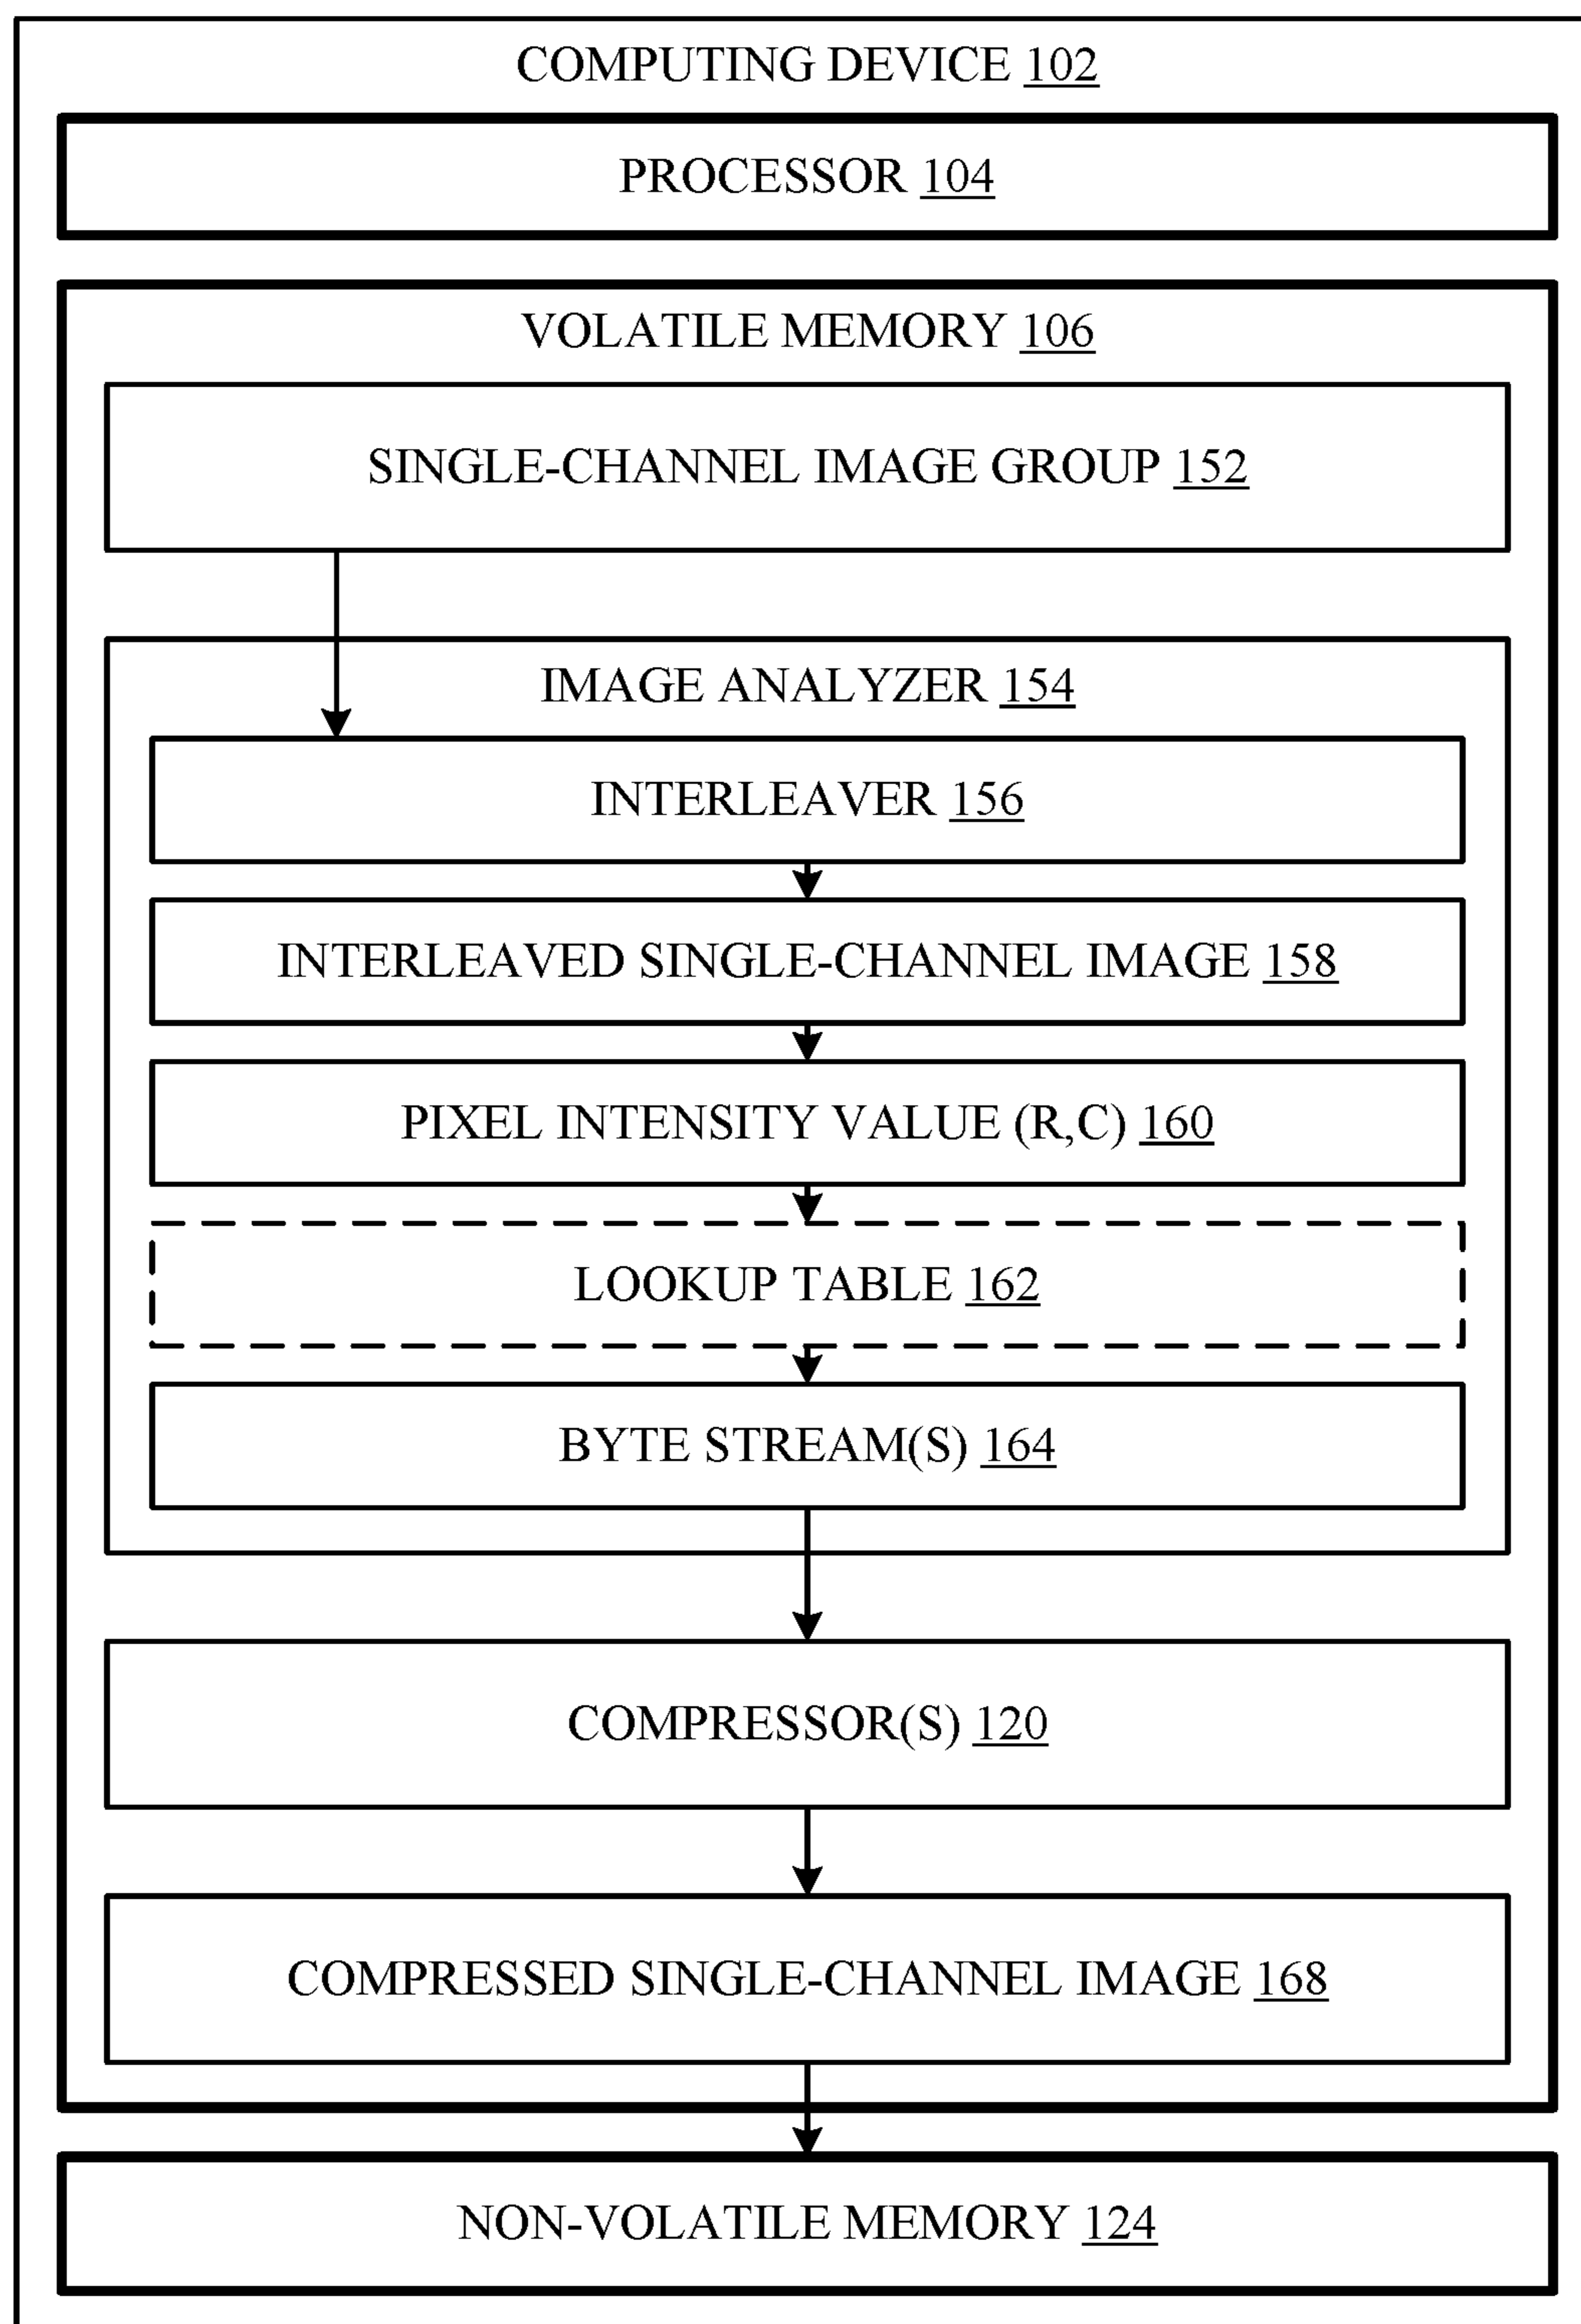 COMPUTING DEVICE 102
PROCESSOR 104
VOLATILE MEMORY 106
SINGLE-CHANNEL IMAGE GROUP 152
IMAGE ANALYZER 154
INTERLEAVER 156
INTERLEAVED SINGLE-CHANNEL IMAGE 158
PIXEL INTENSITY VALUE (R,C) 160
LOOKUP TABLE 162
BYTE STREAM(S) 164
COMPRESSOR(S) 120
COMPRESSED SINGLE-CHANNEL IMAGE 168
NON-VOLATILE MEMORY 124